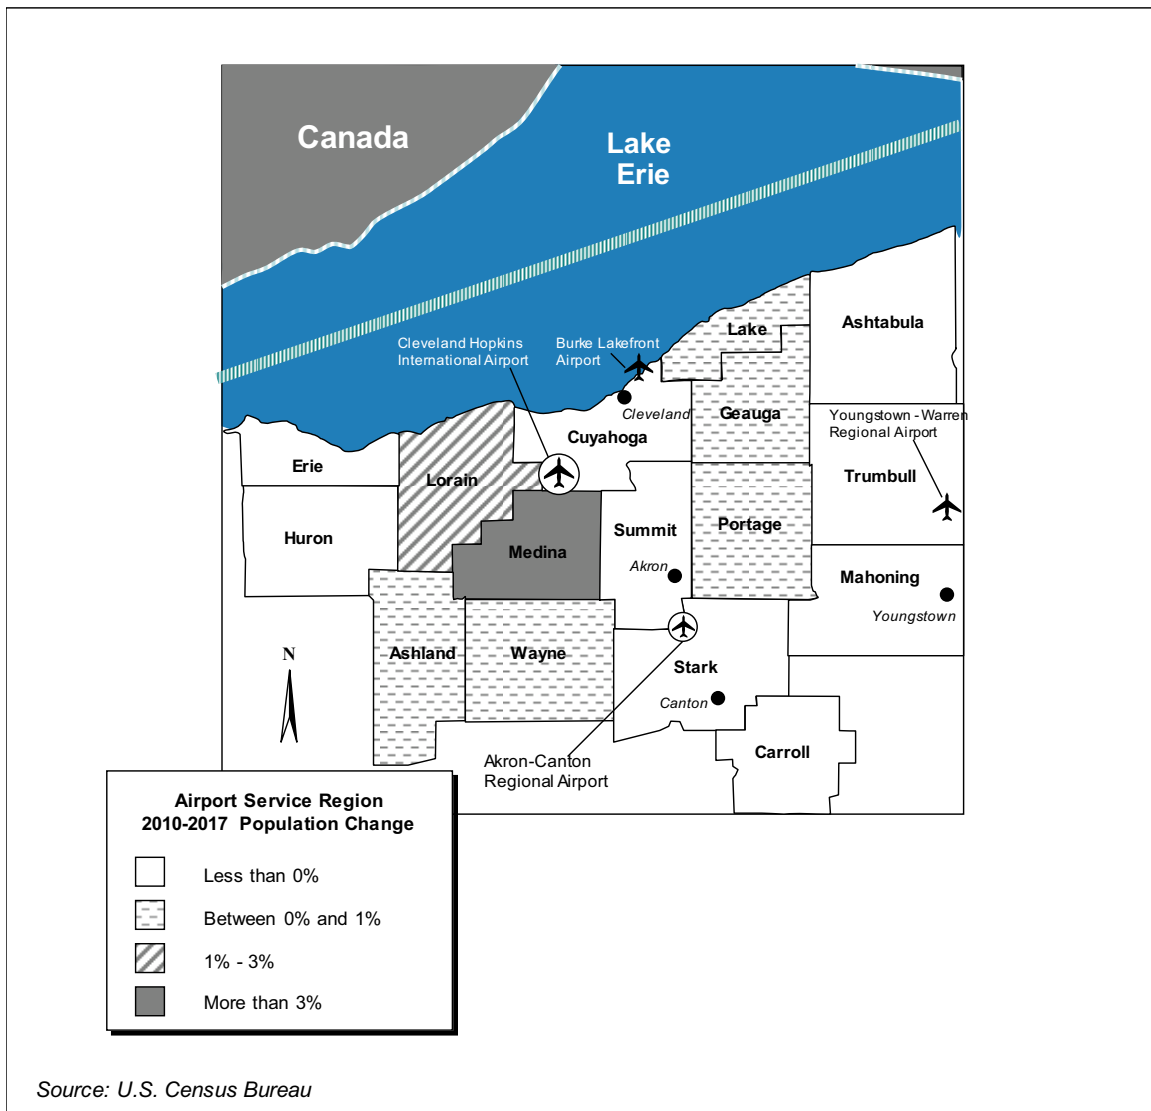 Canada
Lake
Erie
Ashtabula
Lake
Cleveland Hopkins
International Airport
Burke Lakefront
Airport
Cleveland
Geauga
Youngstown - Warren
Regional Airport
Cuyahoga
Erie
Lorain
Trumbull
Huron
Summit
Portage
Medina
Akron
Mahoning
Youngstown
N
Ashland
Wayne
Stark
Canton
Carroll
Akron-Canton
Regional Airport
Airport Service Region
2010-2017 Population Change
Less than 0%
Between 0% and 1%
1% - 3%
More than 3%
Source: U.S. Census Bureau